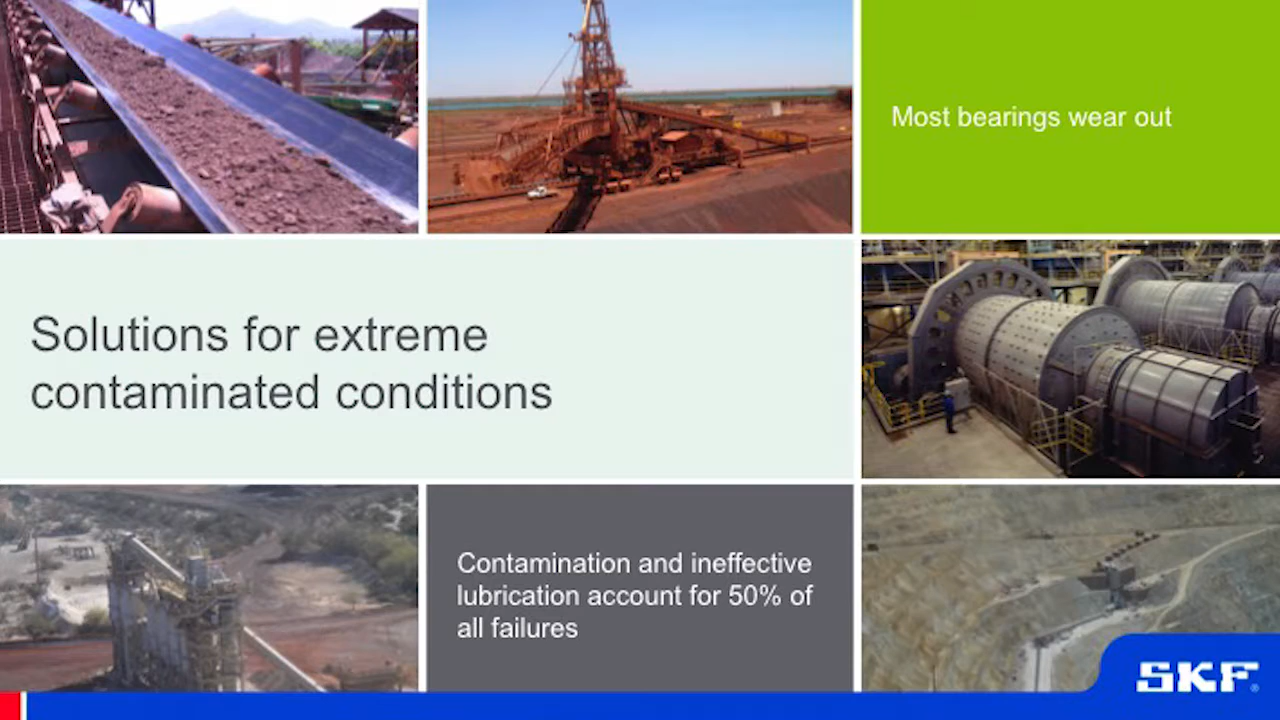 Most bearings wear out
Solutions for extreme
contaminated conditions
Contamination and ineffective
lubrication account for 50% of
all failures
SKF®